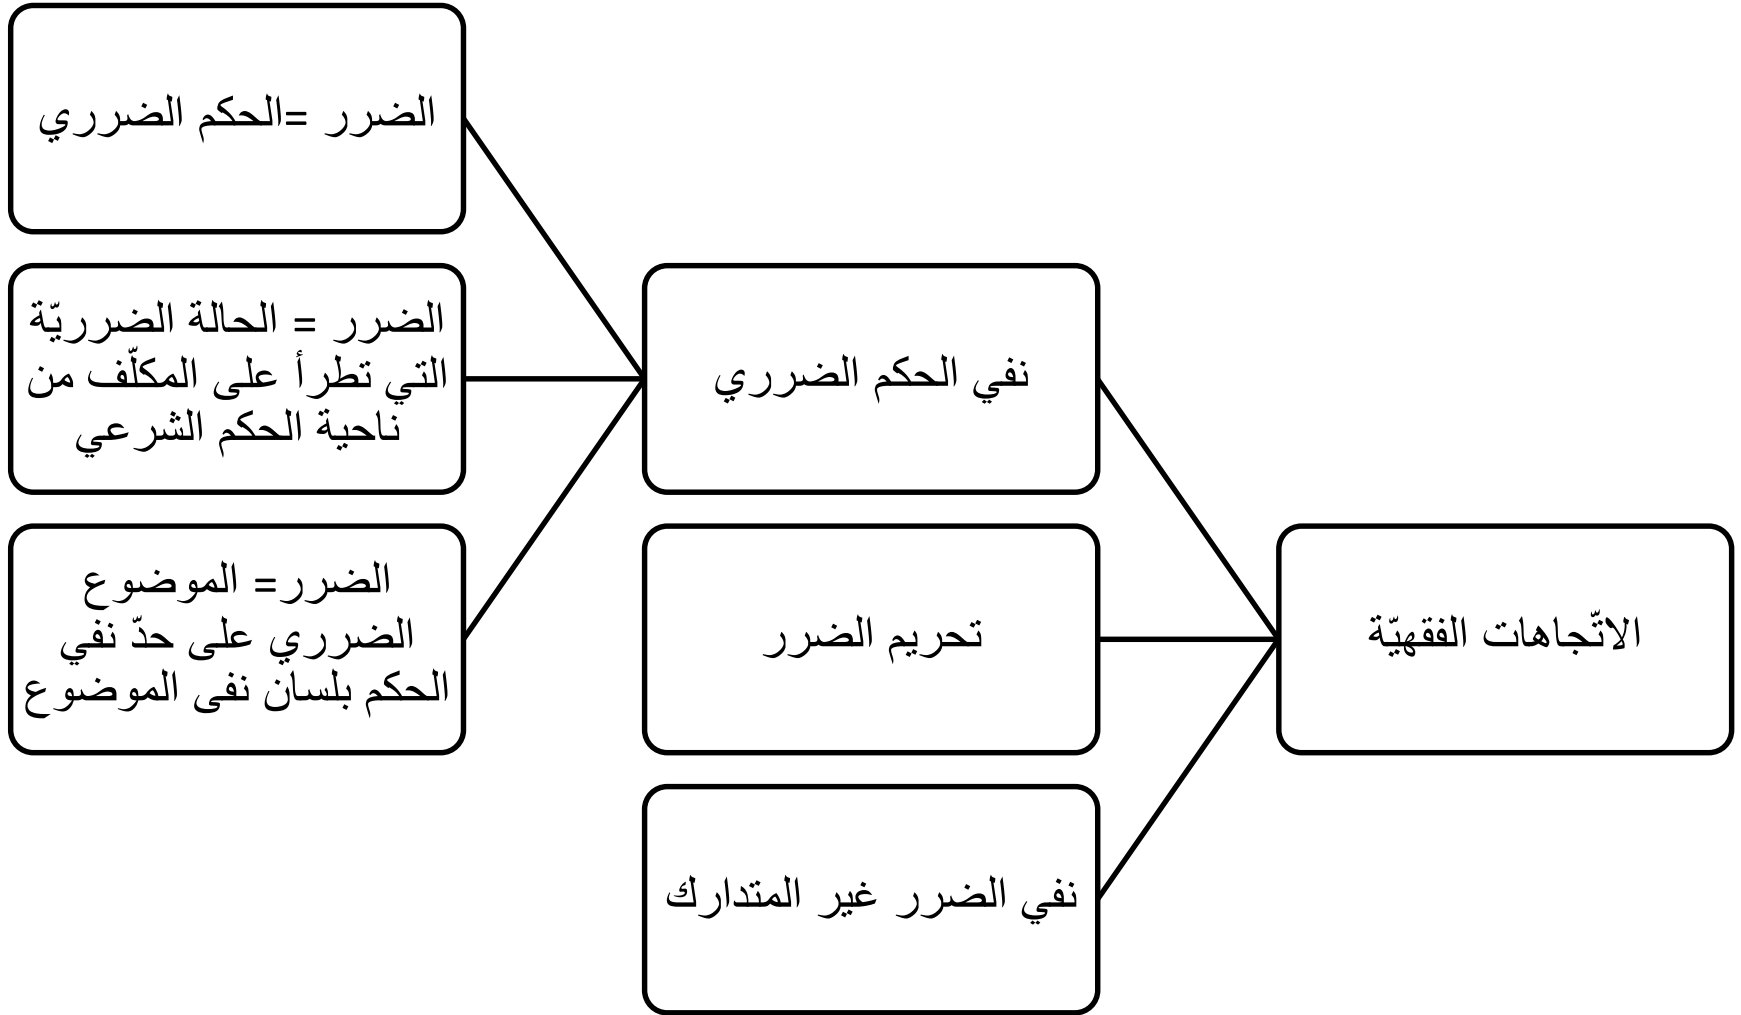 الاتّجاهات الفقهيّة
نفي الحكم الضرري
الضرر =الحكم الضرري
الضرر = الحالة الضرريّة
التي تطرأ على المكلّف من
ناحية الحكم الشرعي
الضرر= الموضوع
الضرري على حدّ نفي
الحكم بلسان نفى الموضوع
تحريم الضرر
نفي الضرر غير المتدارك